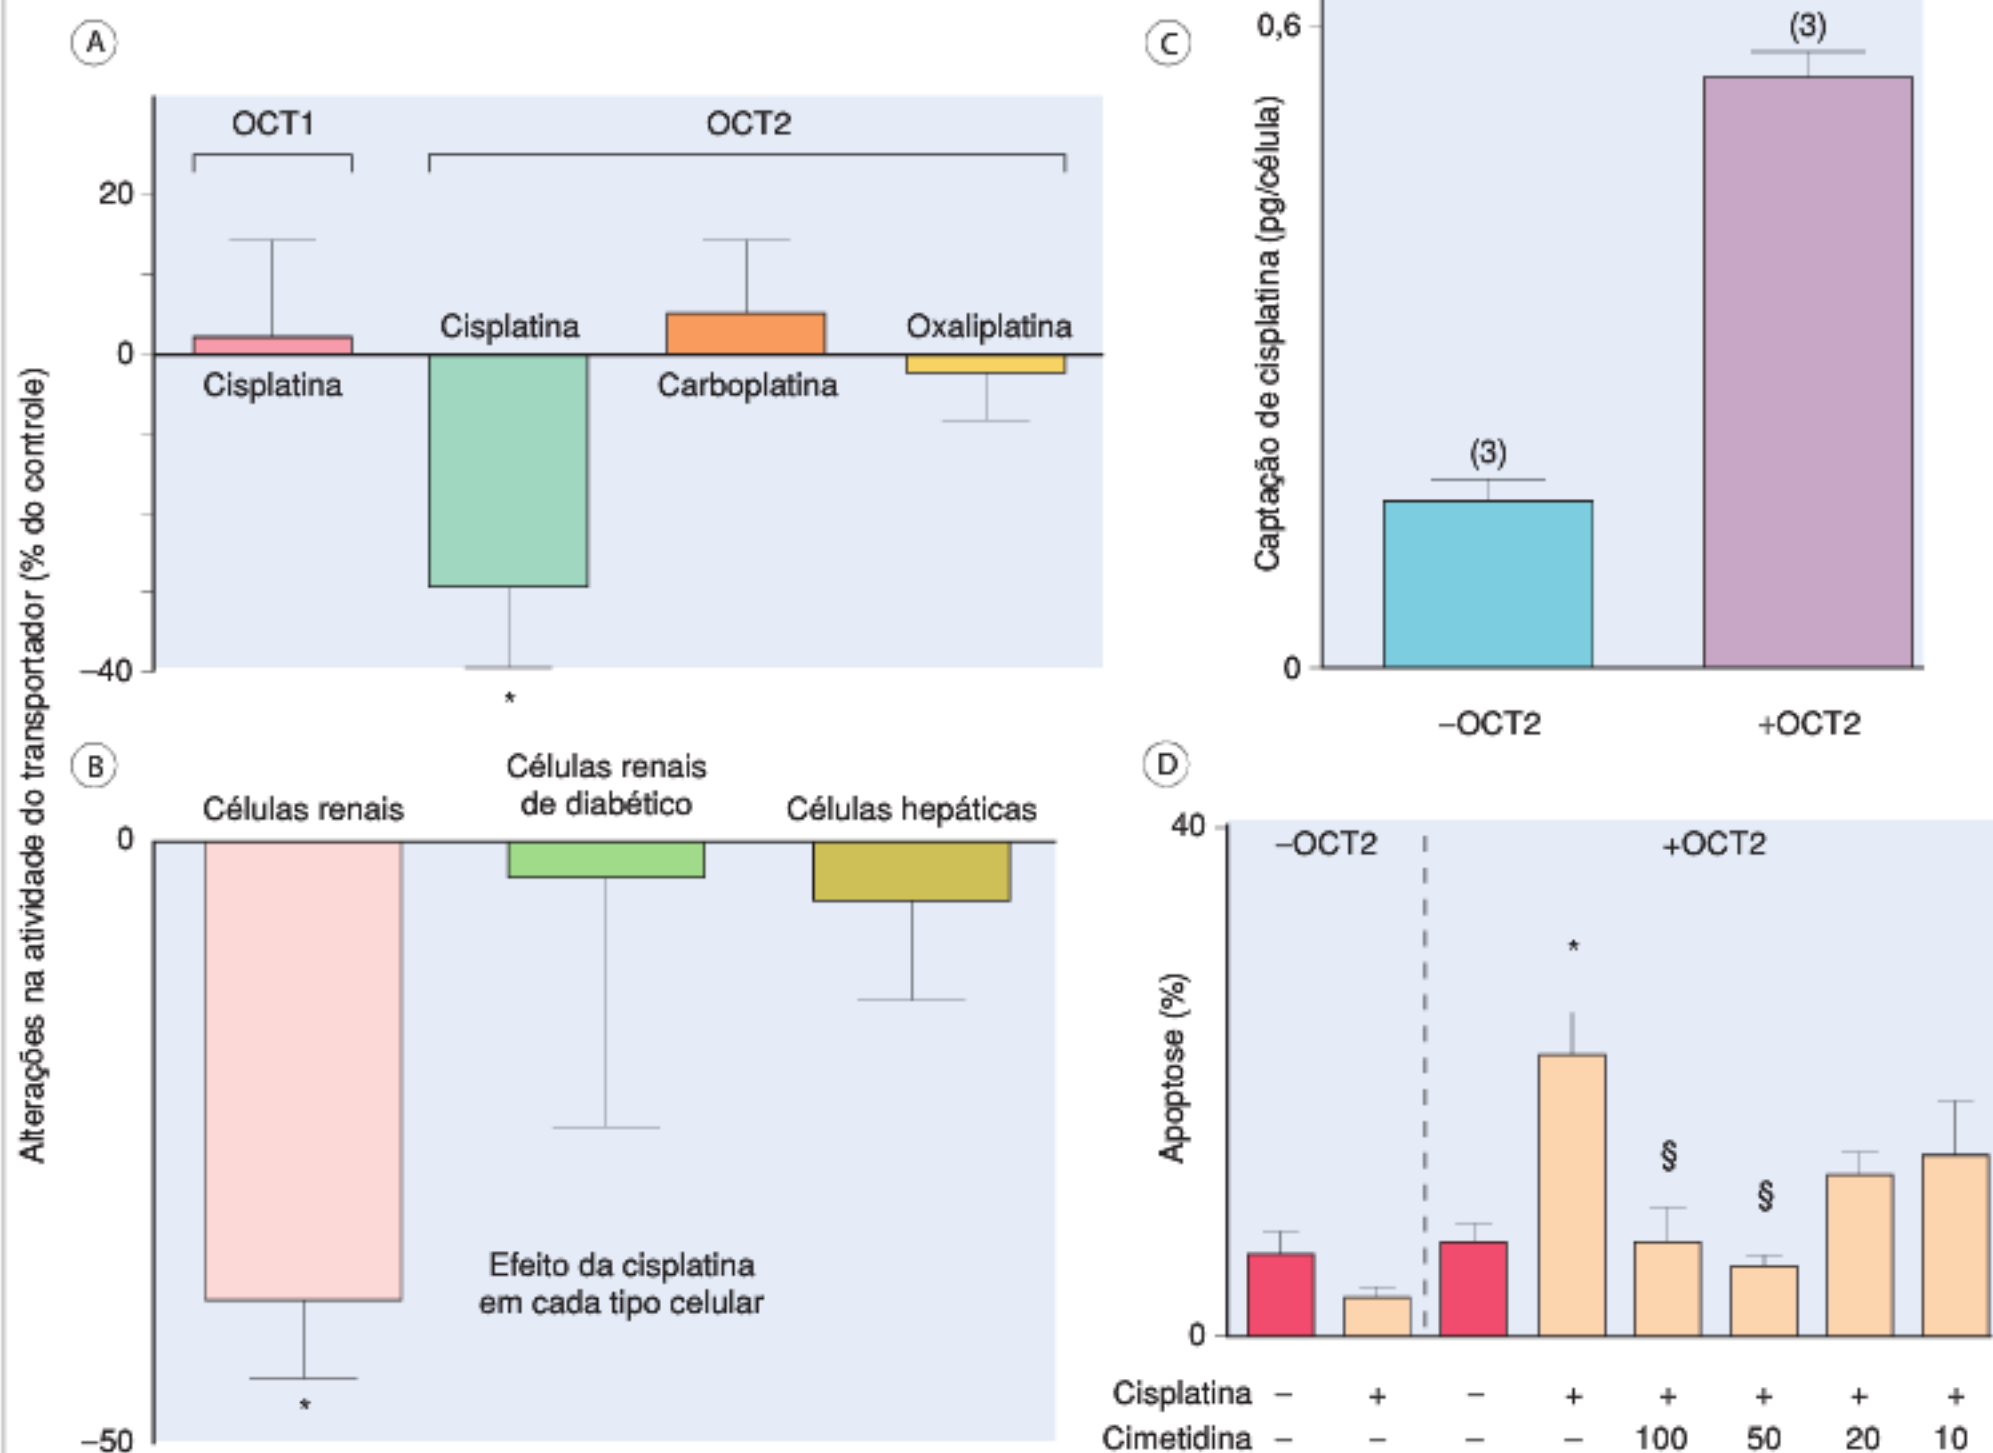 Alterações na atividade do transportador (% do controle)
A
OCT1 OCT2
20
0
–40
Cisplatina
Cisplatina
Carboplatina
Oxaliplatina
*
B
Células renais
Células renais
de diabético
Células hepáticas
0
–50
Efeito da cisplatina
em cada tipo celular
*
C
Captação de cisplatina (pg/célula)
0,6
0
(3)
(3)
–OCT2 +OCT2
D
Apoptose (%)
40
0
–OCT2 +OCT2
*
§
§
Cisplatina – + – + + + + +
Cimetidina – – – – 100 50 20 10